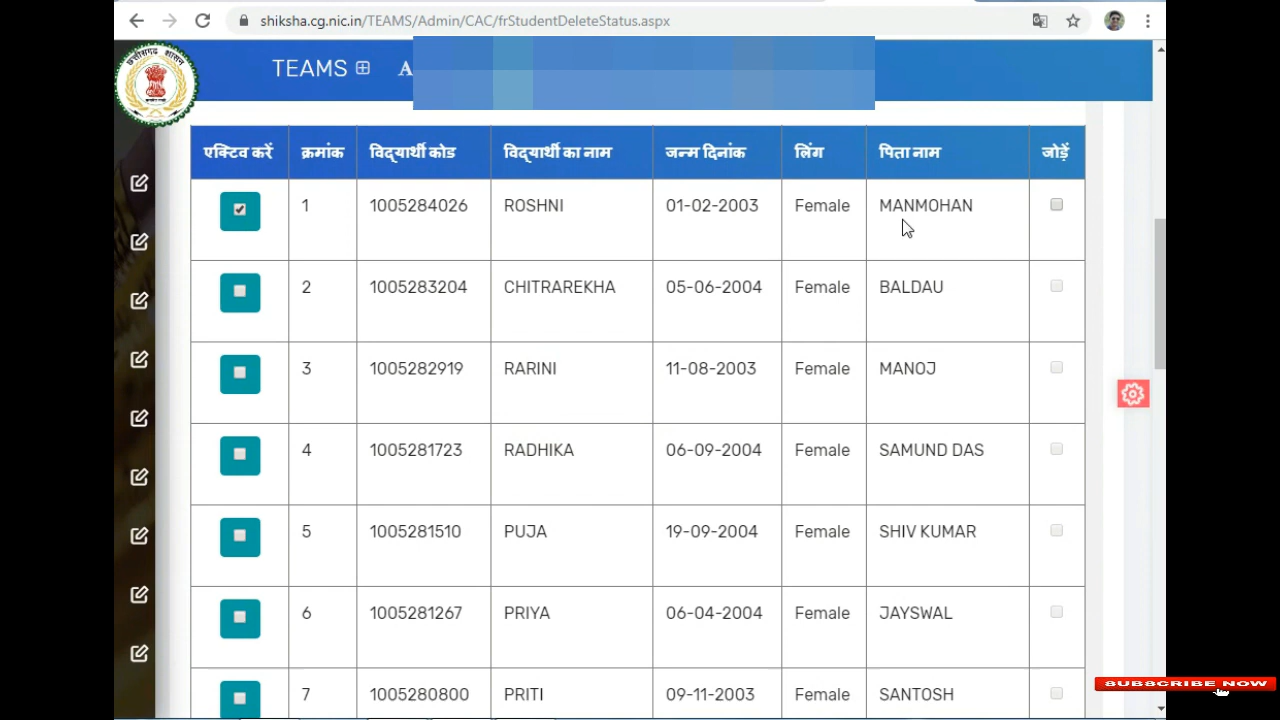 shiksha.cg.nic.in/TEAMS/Admin/CAC/frStudentDeleteStatus.aspx
TEAMS A
छत्तीसगढ़ शासन
एक्टिव करें क्रमांक विद्यार्थी कोड विद्यार्थी का नाम जन्म दिनांक लिंग पिता नाम जोड़ें
1 1005284026 ROSHNI 01-02-2003 Female MANMOHAN
2 1005283204 CHITRAREKHA 05-06-2004 Female BALDAU
3 1005282919 RARINI 11-08-2003 Female MANOJ
4 1005281723 RADHIKA 06-09-2004 Female SAMUND DAS
5 1005281510 PUJA 19-09-2004 Female SHIV KUMAR
6 1005281267 PRIYA 06-04-2004 Female JAYSWAL
7 1005280800 PRITI 09-11-2003 Female SANTOSH
SUBSCRIBE NOW